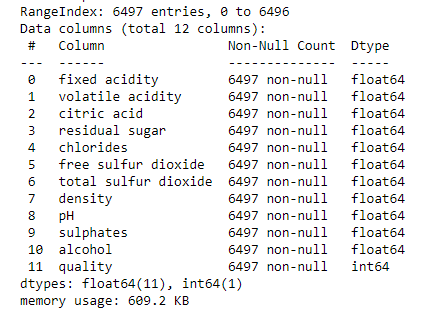 RangeIndex: 6497 entries, 0 to 6496
Data columns (total 12 columns):
 #   Column                Non-Null Count  Dtype
---  ------                --------------  -----
 0   fixed acidity         6497 non-null   float64
 1   volatile acidity      6497 non-null   float64
 2   citric acid           6497 non-null   float64
 3   residual sugar        6497 non-null   float64
 4   chlorides             6497 non-null   float64
 5   free sulfur dioxide   6497 non-null   float64
 6   total sulfur dioxide  6497 non-null   float64
 7   density               6497 non-null   float64
 8   pH                    6497 non-null   float64
 9   sulphates             6497 non-null   float64
 10  alcohol               6497 non-null   float64
 11  quality               6497 non-null   int64
dtypes: float64(11), int64(1)
memory usage: 609.2 KB